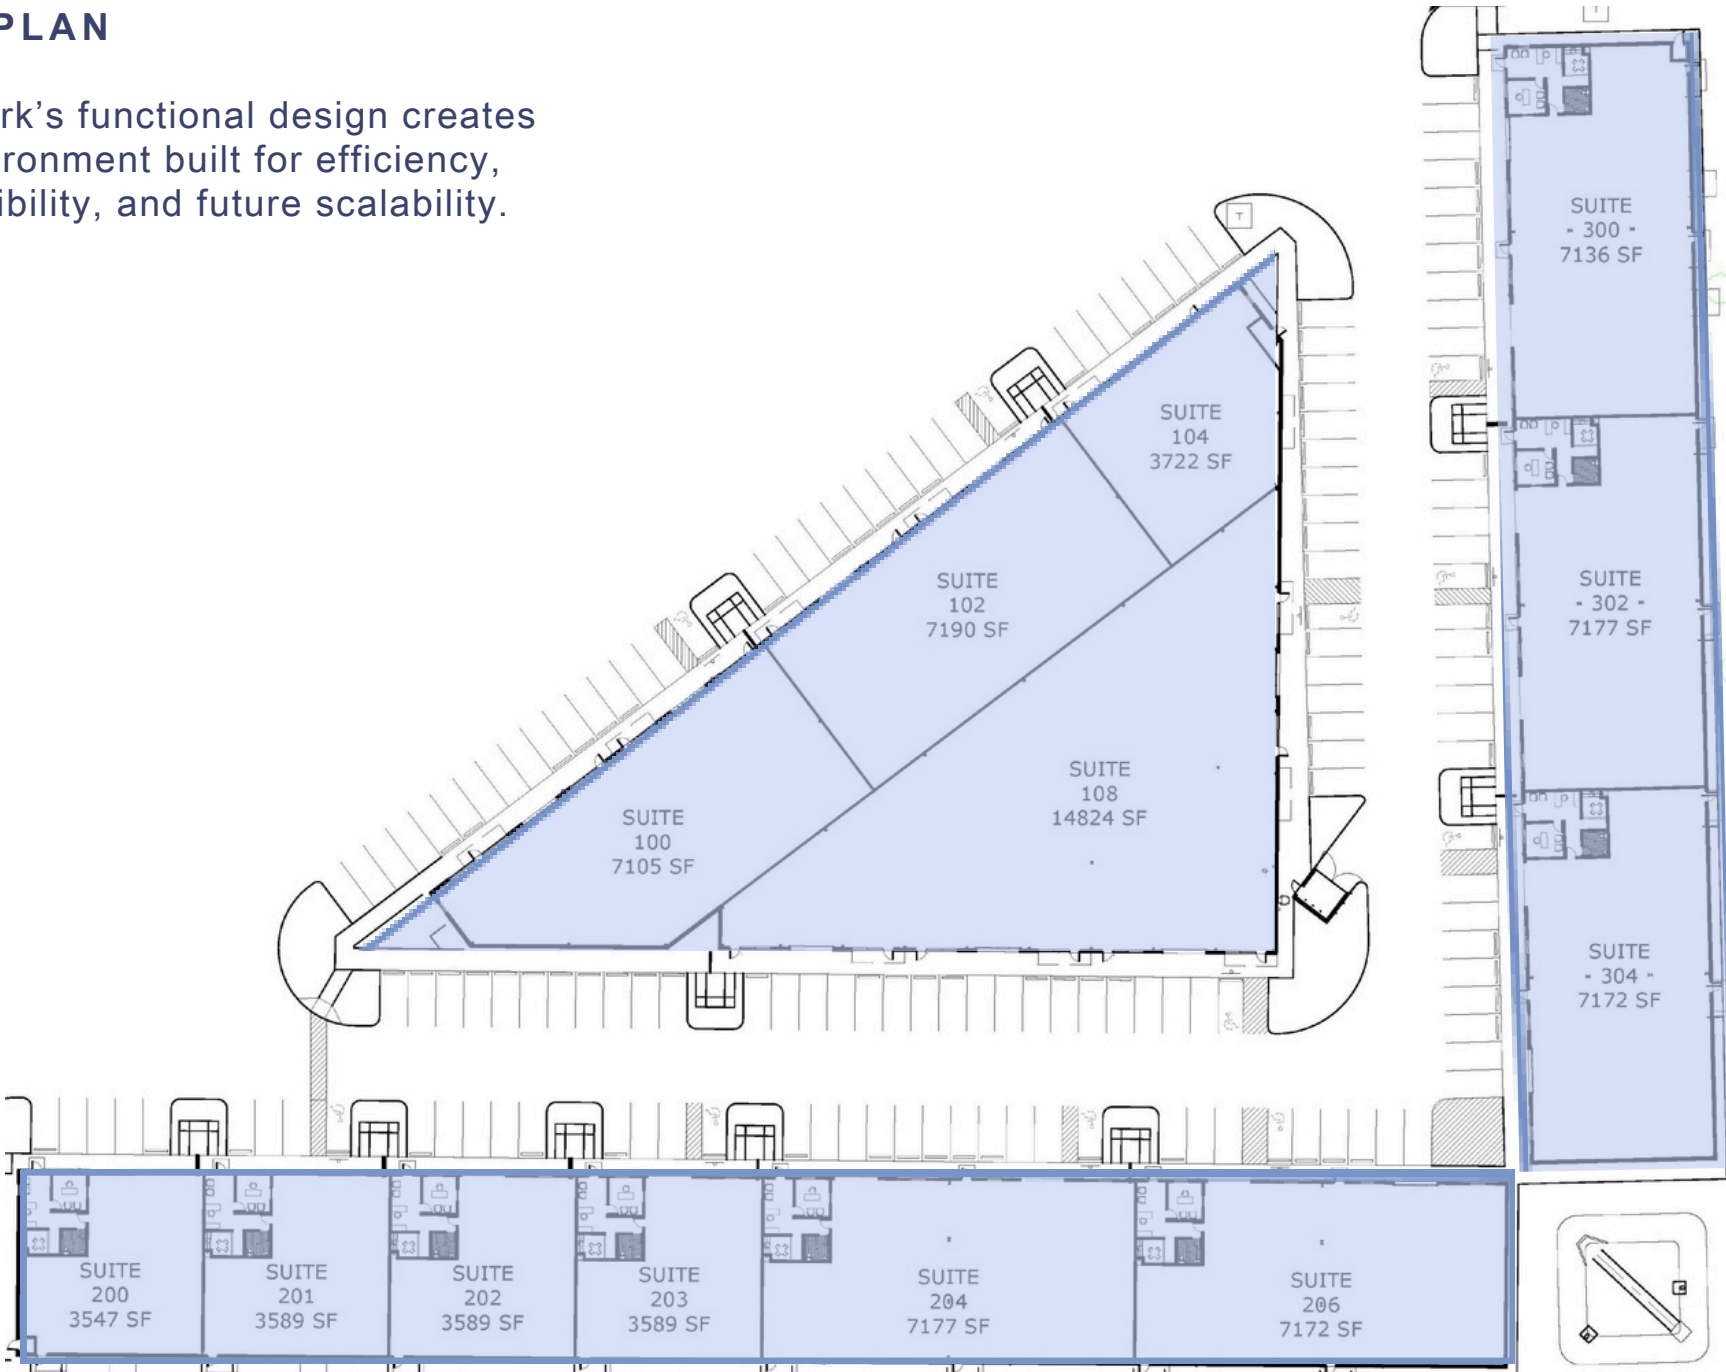 PLAN
rk's functional design creates
ronment built for efficiency,
ibility, and future scalability.
T
T
SUITE
- 300 -
7136 SF
SUITE
104
3722 SF
SUITE
102
7190 SF
SUITE
- 302 -
7177 SF
SUITE
108
14824 SF
SUITE
100
7105 SF
SUITE
- 304 -
7172 SF
SUITE
200
3547 SF
SUITE
201
3589 SF
SUITE
202
3589 SF
SUITE
203
3589 SF
SUITE
204
7177 SF
SUITE
206
7172 SF